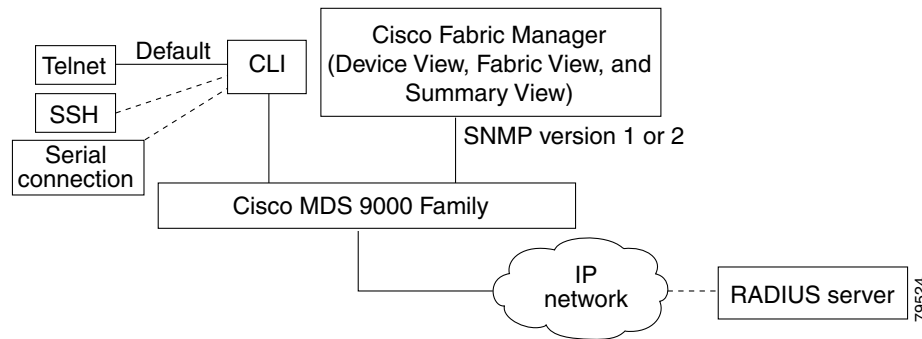 Telnet
Default
CLI
SSH
Serial
connection
Cisco Fabric Manager
(Device View, Fabric View, and
Summary View)
SNMP version 1 or 2
Cisco MDS 9000 Family
IP
network
RADIUS server
79524